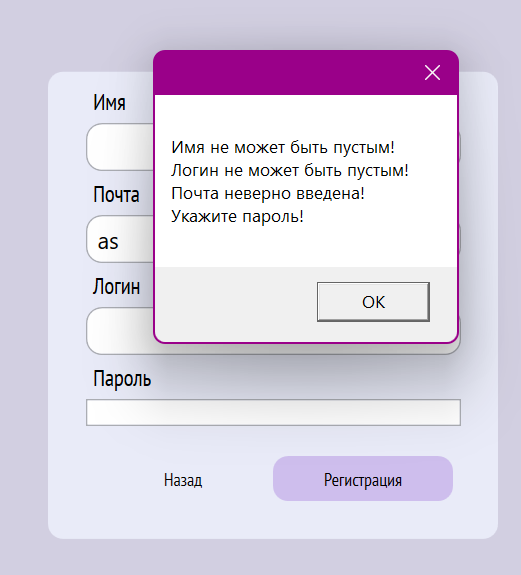 Имя
Имя не может быть пустым!
Логин не может быть пустым!
Почта неверно введена!
Укажите пароль!
Почта
as
Логин
OK
Пароль
Назад
Регистрация